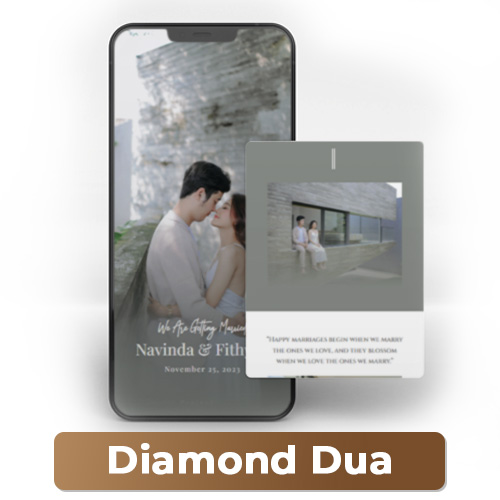 We Are Getting Married
Navinda & Fithy
November 25, 2023
"Happy marriages begin when we marry
the ones we love, and they blossom
when we love the ones we marry."
Diamond Dua